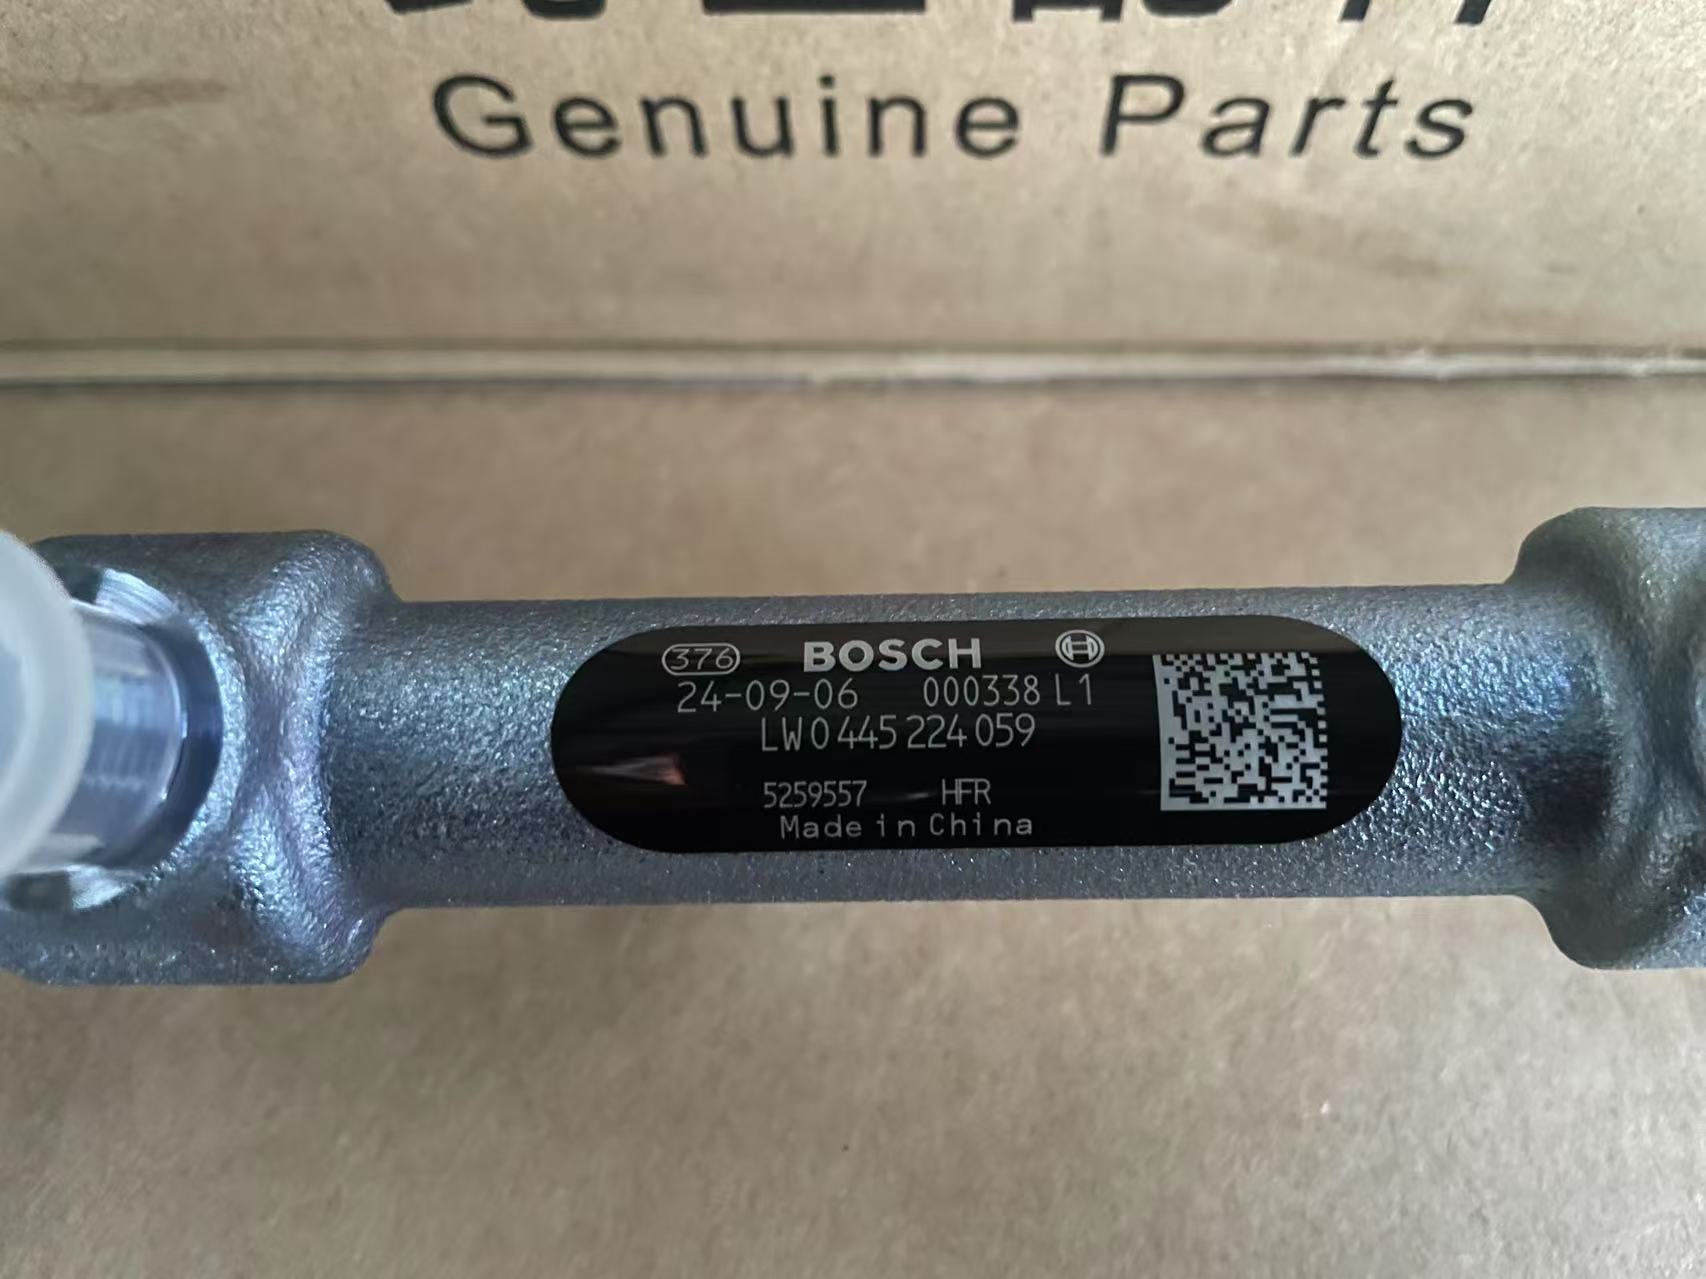 Genuine Parts
376 BOSCH
24-09-06 000338 L1
LW 0 445 224 059
5259557 HFR
Made in China